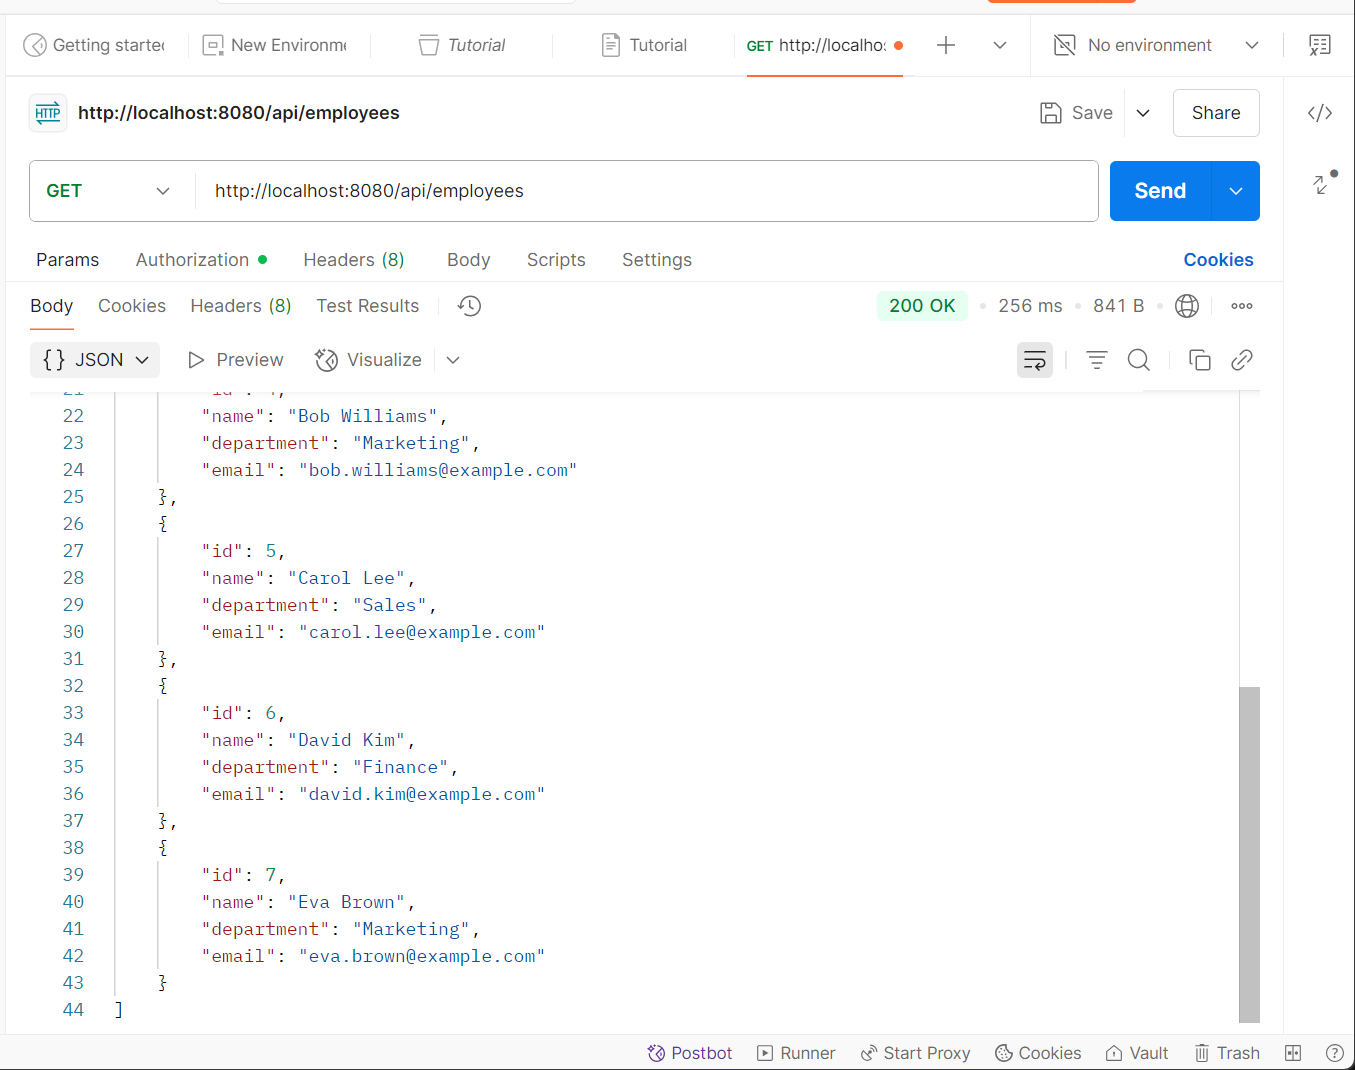 Getting starte
New Environm
Tutorial
Tutorial
GET http://localhos
No environment
HTTP http://localhost:8080/api/employees
Save
Share
GET
http://localhost:8080/api/employees
Send
Params
Authorization
Headers (8)
Body
Scripts
Settings
Cookies
Body
Cookies
Headers (8)
Test Results
200 OK
256 ms
841 B
{} JSON
Preview
Visualize
22 "name": "Bob Williams",
23 "department": "Marketing",
24 "email": "bob.williams@example.com"
25 },
26 {
27 "id": 5,
28 "name": "Carol Lee",
29 "department": "Sales",
30 "email": "carol.lee@example.com"
31 },
32 {
33 "id": 6,
34 "name": "David Kim",
35 "department": "Finance",
36 "email": "david.kim@example.com"
37 },
38 {
39 "id": 7,
40 "name": "Eva Brown",
41 "department": "Marketing",
42 "email": "eva.brown@example.com"
43 }
44 ]
Postbot
Runner
Start Proxy
Cookies
Vault
Trash